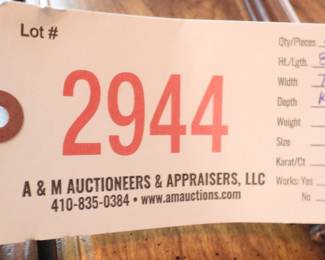 Lot #
2944
A & M AUCTIONEERS & APPRAISERS, LLC
410-835-0384 • www.amauctions.com
Qty/Pieces
Ht./Lgth.
Width
Depth
Weight
Size
Karat/Ct
Works: Yes
No